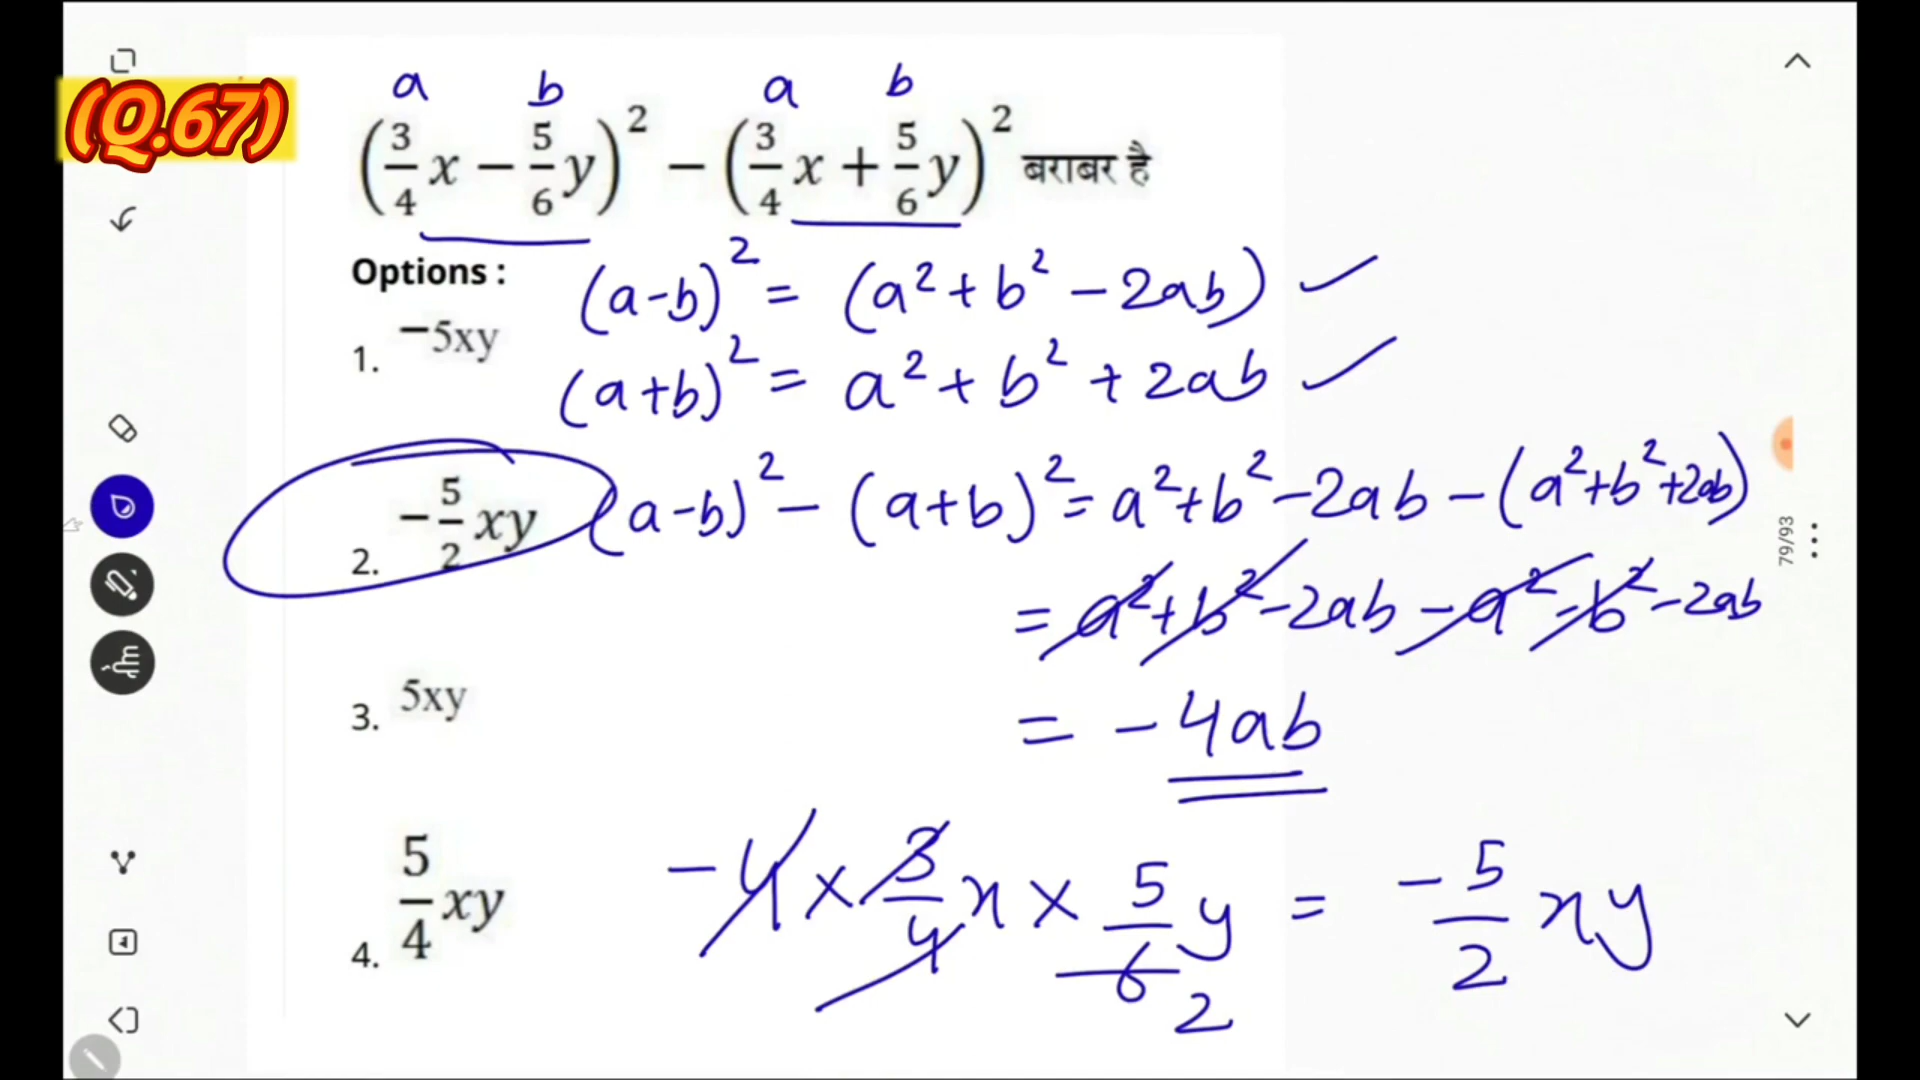 (Q.67)
a b a b
(3/4 x − 5/6 y)² − (3/4 x + 5/6 y)² बराबर है
Options :
(a-b)² = (a²+b²-2ab) ✓
1. −5xy
(a+b)² = a²+b²+2ab ✓
2. −5/2 xy
(a-b)² - (a+b)² = a²+b²-2ab-(a²+b²+2ab)
= a²+b²-2ab-a²-b²-2ab
3. 5xy
= -4ab
4. 5/4 xy
-4 × 3/4 x × 5/6 y = -5/2 xy
2
79/93